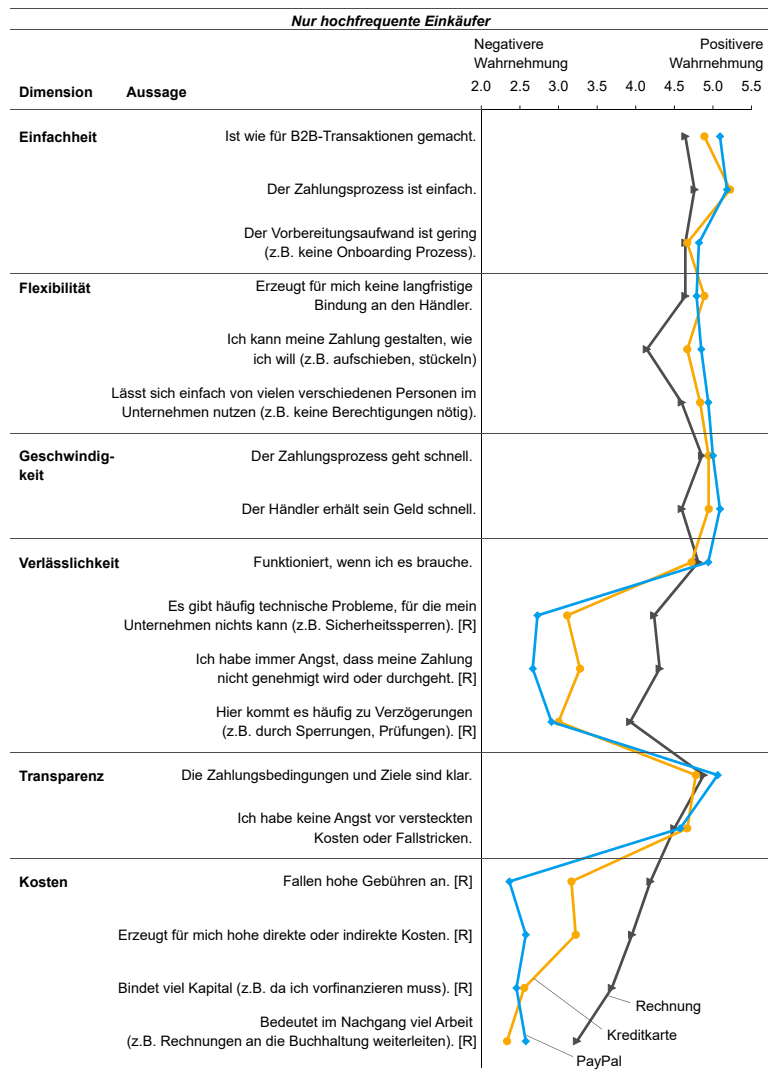 Nur hochfrequente Einkäufer
Negativere
Wahrnehmung
Positivere
Wahrnehmung
Dimension Aussage
2.0 2.5 3.0 3.5 4.0 4.5 5.0 5.5
Einfachheit
Ist wie für B2B-Transaktionen gemacht.
Der Zahlungsprozess ist einfach.
Der Vorbereitungsaufwand ist gering
(z.B. keine Onboarding Prozess).
Flexibilität
Erzeugt für mich keine langfristige
Bindung an den Händler.
Ich kann meine Zahlung gestalten, wie
ich will (z.B. aufschieben, stückeln)
Lässt sich einfach von vielen verschiedenen Personen im
Unternehmen nutzen (z.B. keine Berechtigungen nötig).
Geschwindig-
keit
Der Zahlungsprozess geht schnell.
Der Händler erhält sein Geld schnell.
Verlässlichkeit
Funktioniert, wenn ich es brauche.
Es gibt häufig technische Probleme, für die mein
Unternehmen nichts kann (z.B. Sicherheitssperren). [R]
Ich habe immer Angst, dass meine Zahlung
nicht genehmigt wird oder durchgeht. [R]
Hier kommt es häufig zu Verzögerungen
(z.B. durch Sperrungen, Prüfungen). [R]
Transparenz
Die Zahlungsbedingungen und Ziele sind klar.
Ich habe keine Angst vor versteckten
Kosten oder Fallstricken.
Kosten
Fallen hohe Gebühren an. [R]
Erzeugt für mich hohe direkte oder indirekte Kosten. [R]
Bindet viel Kapital (z.B. da ich vorfinanzieren muss). [R]
Bedeutet im Nachgang viel Arbeit
(z.B. Rechnungen an die Buchhaltung weiterleiten). [R]
Rechnung
Kreditkarte
PayPal